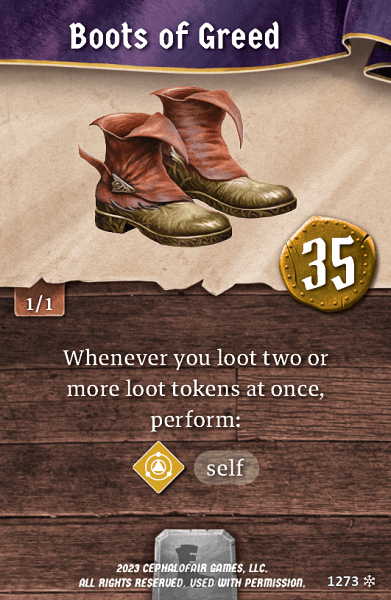 Boots of Greed
35
1/1
Whenever you loot two or
more loot tokens at once,
perform:
self
2023 CEPHALOFAIR GAMES, LLC.
ALL RIGHTS RESERVED, USED WITH PERMISSION.
1273